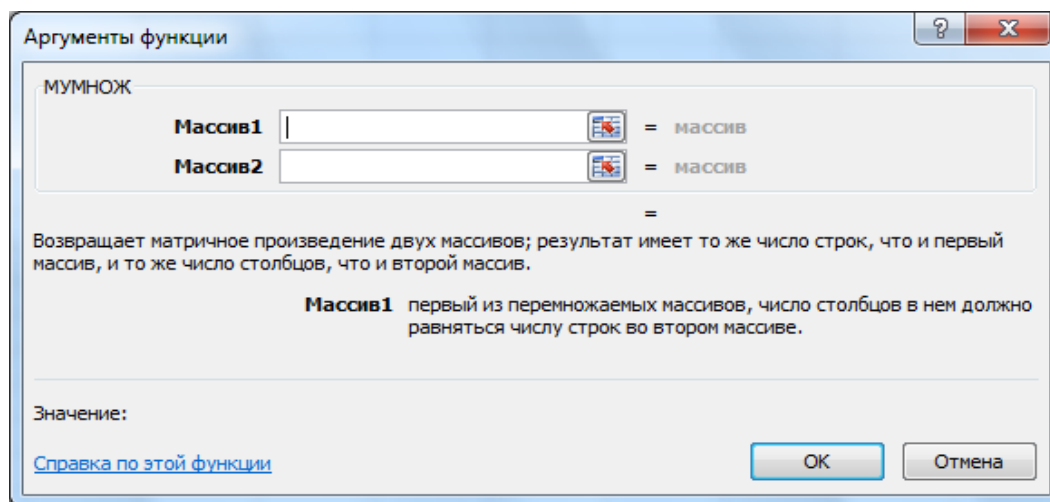 Аргументы функции
МУМНОЖ
Массив1 = массив
Массив2 = массив
=
Возвращает матричное произведение двух массивов; результат имеет то же число строк, что и первый
массив, и то же число столбцов, что и второй массив.
Массив1 первый из перемножаемых массивов, число столбцов в нем должно
равняться числу строк во втором массиве.
Значение:
Справка по этой функции
ОК
Отмена